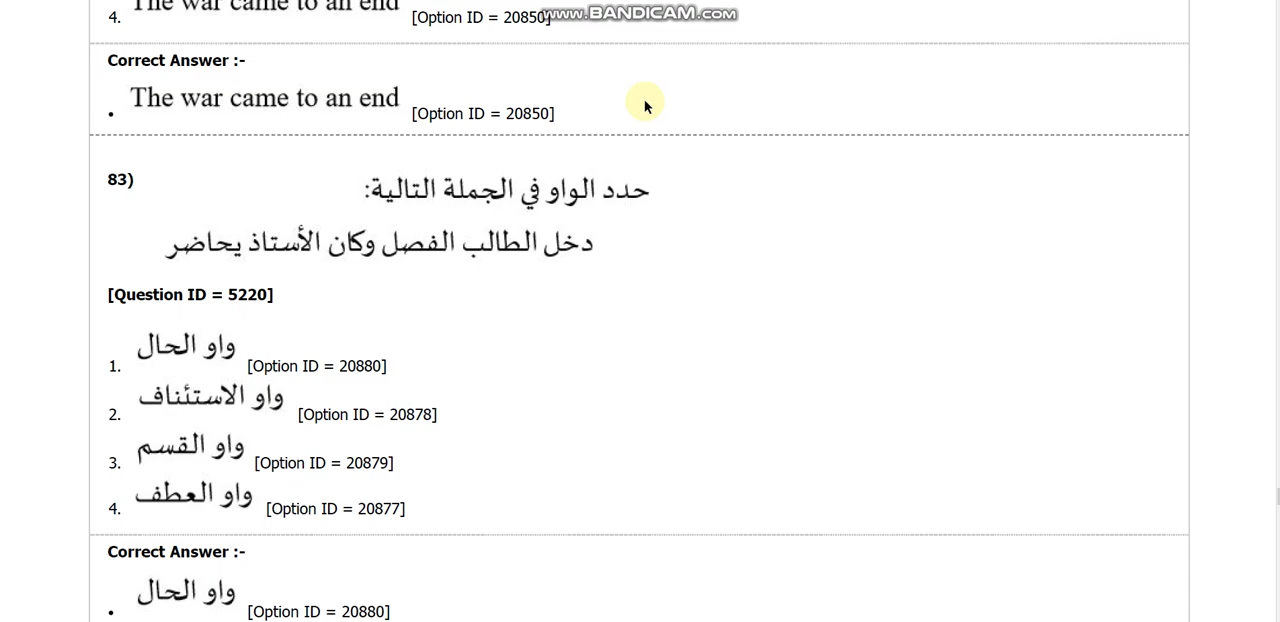 The war came to an end
4. [Option ID = 20850]
www.BANDICAM.com
Correct Answer :-
• The war came to an end [Option ID = 20850]
83) حدد الواو في الجملة التالية:
دخل الطالب الفصل وكان الأستاذ يحاضر
[Question ID = 5220]
1. واو الحال [Option ID = 20880]
2. واو الاستئناف [Option ID = 20878]
3. واو القسم [Option ID = 20879]
4. واو العطف [Option ID = 20877]
Correct Answer :-
• واو الحال [Option ID = 20880]